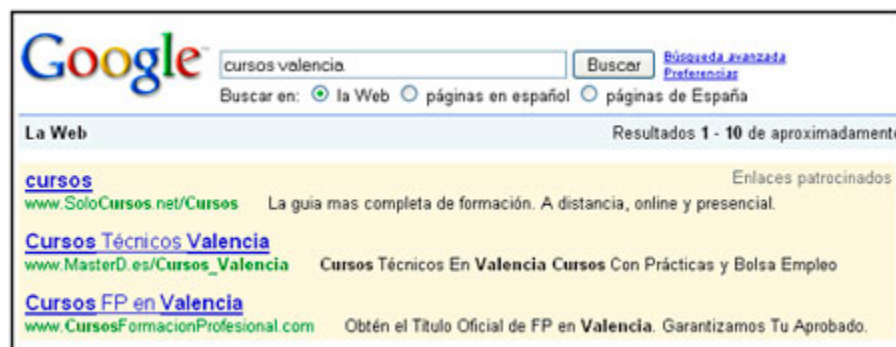 Google
cursos valencia Buscar Búsqueda avanzada
Preferencias
Buscar en: la Web páginas en español páginas de España
La Web Resultados 1 - 10 de aproximadamente
cursos Enlaces patrocinados
www.SoloCursos.net/Cursos La guia mas completa de formación. A distancia, online y presencial.
Cursos Técnicos Valencia
www.MasterD.es/Cursos_Valencia Cursos Técnicos En Valencia Cursos Con Prácticas y Bolsa Empleo
Cursos FP en Valencia
www.CursosFormacionProfesional.com Obtén el Título Oficial de FP en Valencia. Garantizamos Tu Aprobado.